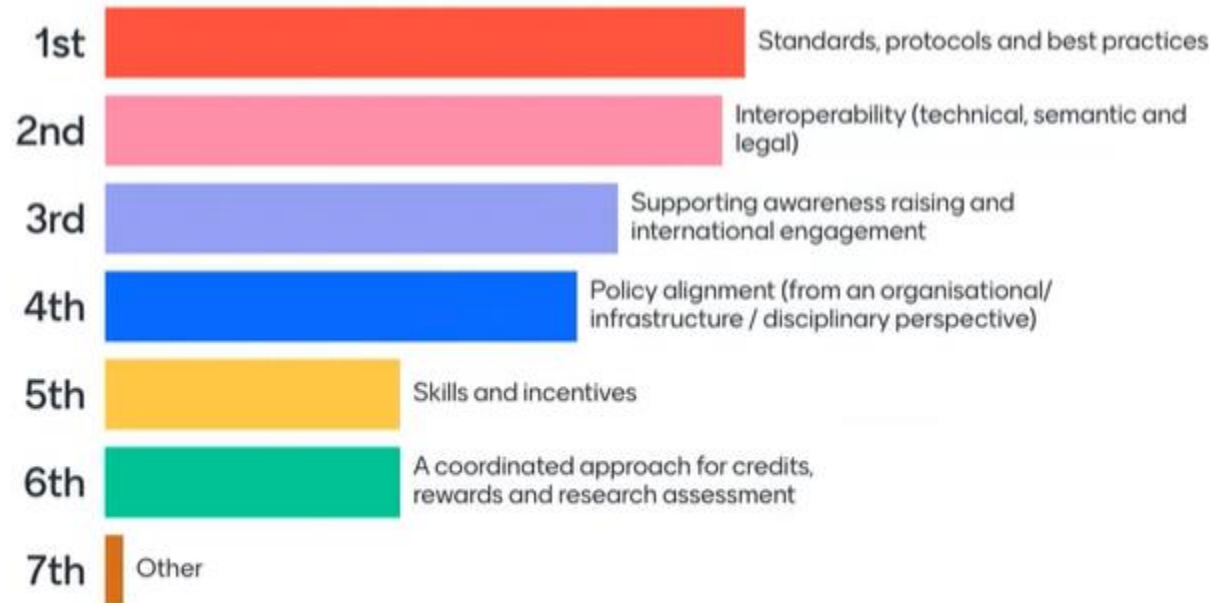 1st
Standards, protocols and best practices
2nd
Interoperability (technical, semantic and
legal)
3rd
Supporting awareness raising and
international engagement
4th
Policy alignment (from an organisational/
infrastructure / disciplinary perspective)
5th
Skills and incentives
6th
A coordinated approach for credits,
rewards and research assessment
7th
Other